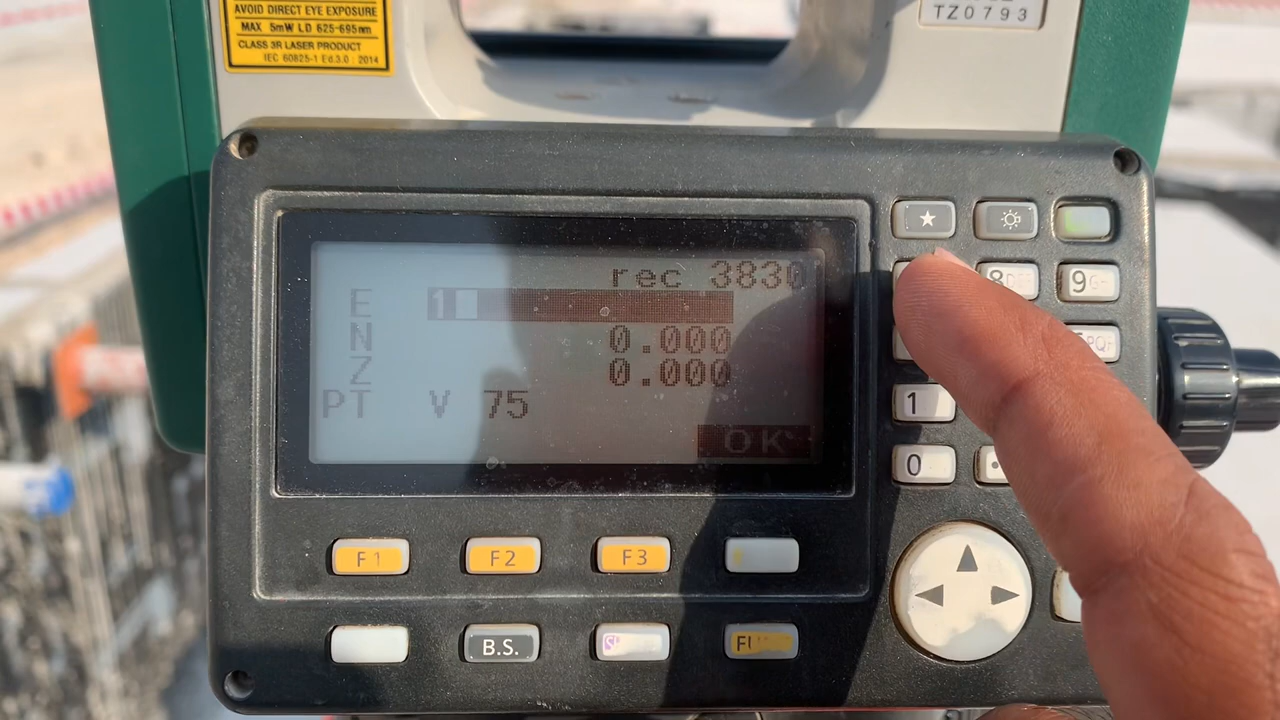 AVOID DIRECT EYE EXPOSURE
MAX 5mW LD 625-695nm
CLASS 3R LASER PRODUCT
IEC 60825-1 Ed.3.0 : 2014
TZ0793
rec 3830
E 1
N 0.000
Z 0.000
PT V 75
OK
8
9
1
0
F1 F2 F3
B.S.